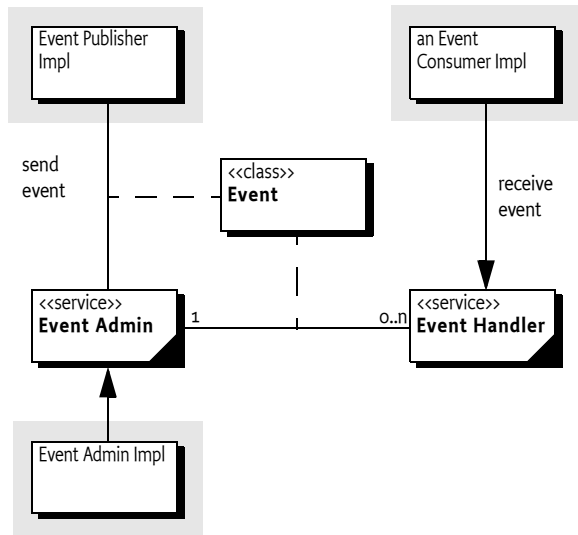 Event Publisher
Impl
an Event
Consumer Impl
send
event
<<class>>
Event
receive
event
<<service>>
Event Admin
1
0..n
<<service>>
Event Handler
Event Admin Impl